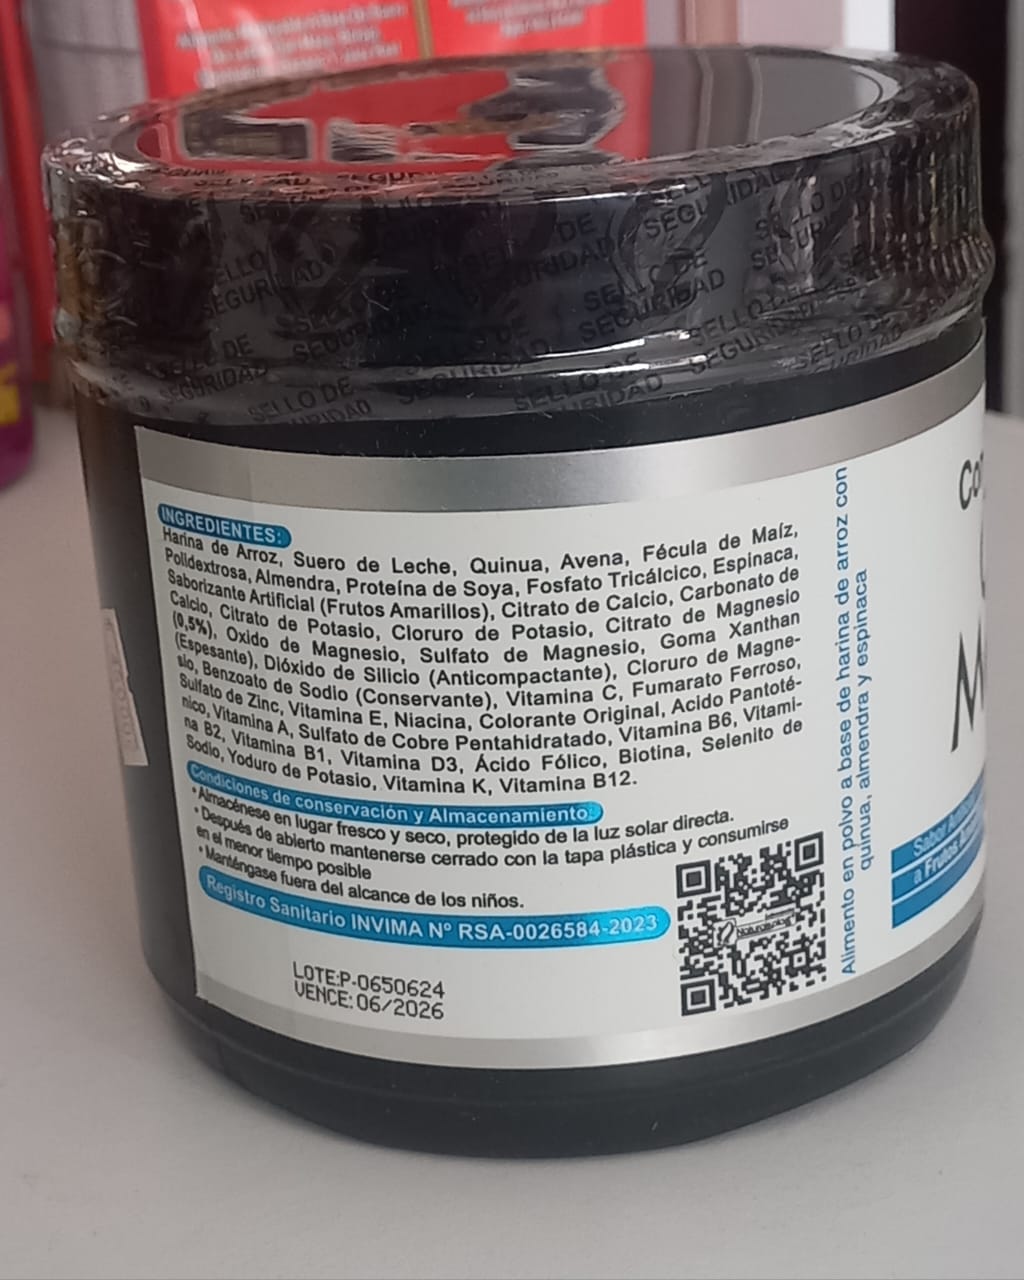 SELLO DE SEGURIDAD
INGREDIENTES:
Harina de Arroz, Suero de Leche, Quinua, Avena, Fécula de Maíz,
Polidextrosa, Almendra, Proteína de Soya, Fosfato Tricálcico, Espinaca,
Saborizante Artificial (Frutos Amarillos), Citrato de Calcio, Carbonato de
Calcio, Citrato de Potasio, Cloruro de Potasio, Citrato de Magnesio
(0,5%), Oxido de Magnesio, Sulfato de Magnesio, Goma Xanthan
(Espesante), Dióxido de Silicio (Anticompactante), Cloruro de Magne-
sio, Benzoato de Sodio (Conservante), Vitamina C, Fumarato Ferroso,
Sulfato de Zinc, Vitamina E, Niacina, Colorante Original, Acido Pantoté-
nico, Vitamina A, Sulfato de Cobre Pentahidratado, Vitamina B6, Vitami-
na B2, Vitamina B1, Vitamina D3, Ácido Fólico, Biotina, Selenito de
Sodio, Yoduro de Potasio, Vitamina K, Vitamina B12.
Condiciones de conservación y Almacenamiento:
• Almacénese en lugar fresco y seco, protegido de la luz solar directa.
• Después de abierto mantenerse cerrado con la tapa plástica y consumirse
en el menor tiempo posible
• Manténgase fuera del alcance de los niños.
Registro Sanitario INVIMA Nº RSA-0026584-2023
LOTE:P-0650624
VENCE: 06/2026
Alimento en polvo a base de harina de arroz con
quinua, almendra y espinaca
Sabor
a Frutos